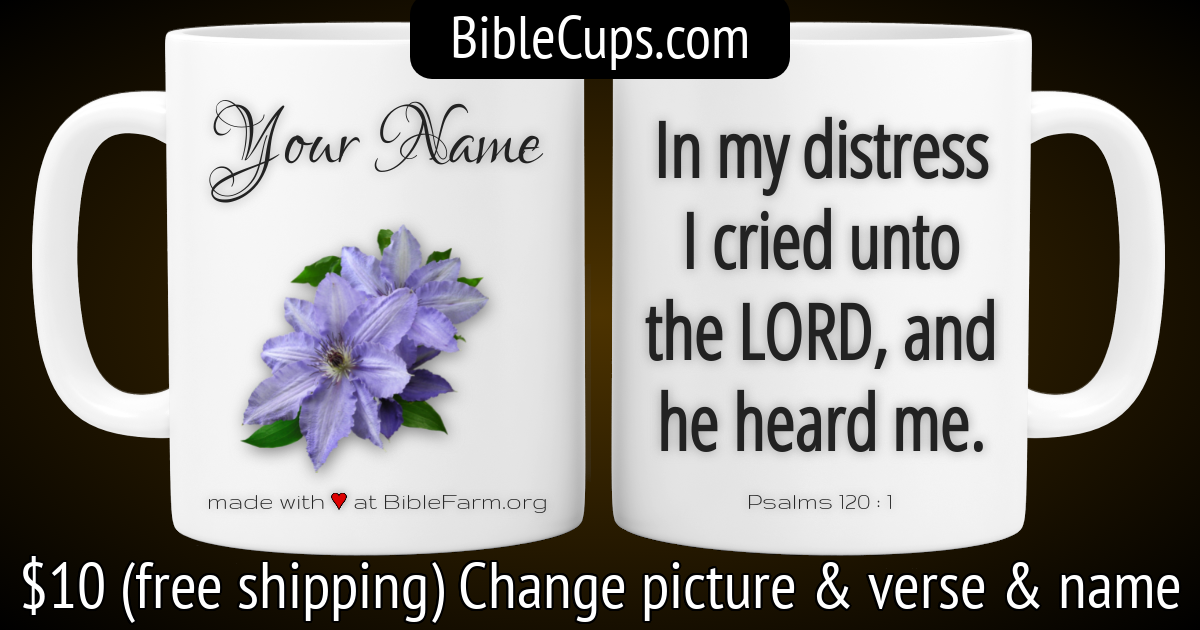 BibleCups.com
Your Name
made with ♥ at BibleFarm.org
In my distress
I cried unto
the LORD, and
he heard me.
Psalms 120 : 1
$10 (free shipping) Change picture & verse & name